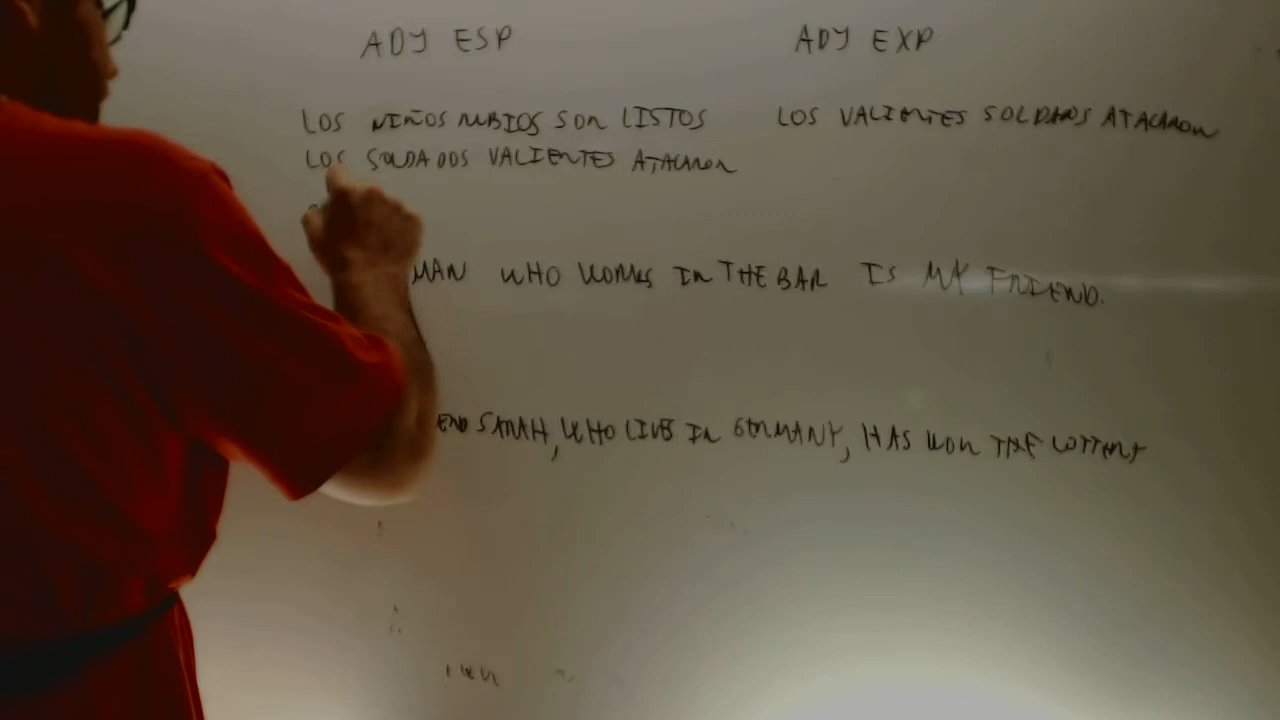 ADJ ESP
ADJ EXP
LOS NIÑOS RUBIOS SON LISTOS
LOS VALIENTES SOLDADOS ATACARON
LOS SOLDADOS VALIENTES ATACARON
MAN WHO WORKS IN THE BAR IS MY FRIEND.
END SARAH, WHO LIVES IN GERMANY, HAS WON THE LOTTERY